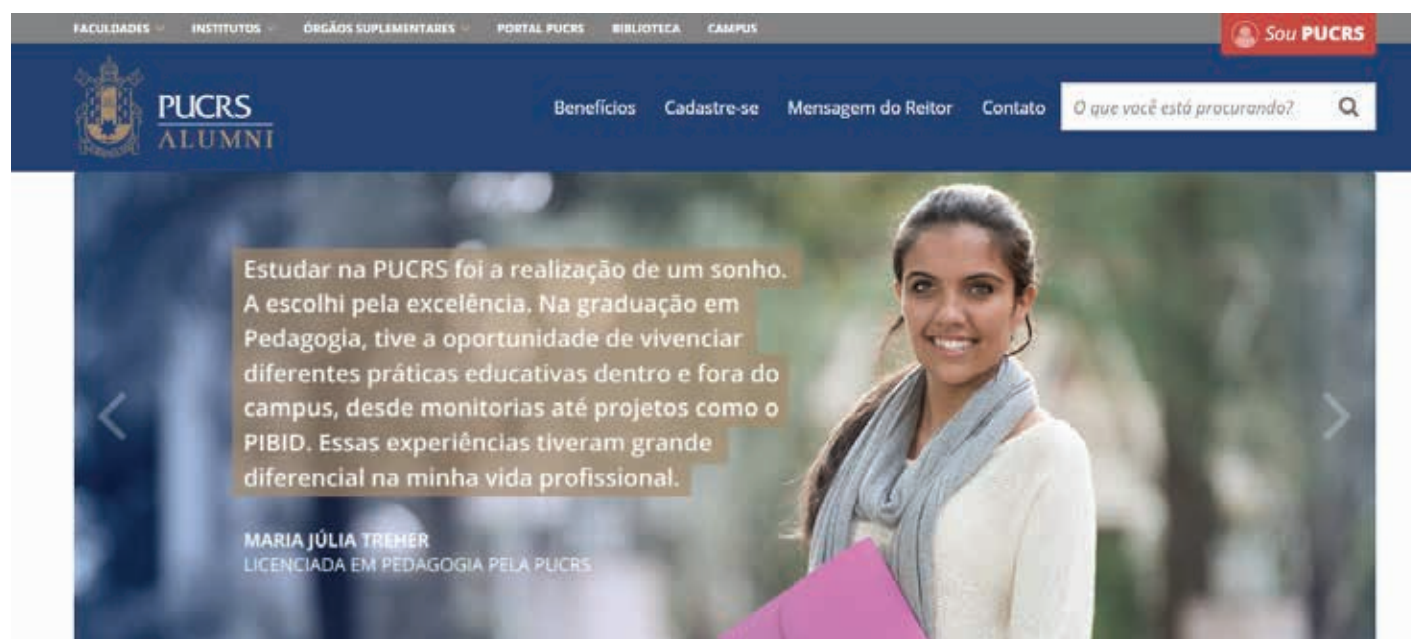 FACULDADES
INSTITUTOS
ÓRGÃOS SUPLEMENTARES
PORTAL PUCRS
BIBLIOTECA
CAMPUS
Sou PUCRS
PUCRS
ALUMNI
Benefícios
Cadastre-se
Mensagem do Reitor
Contato
O que você está procurando?
Estudar na PUCRS foi a realização de um sonho.
A escolhi pela excelência. Na graduação em
Pedagogia, tive a oportunidade de vivenciar
diferentes práticas educativas dentro e fora do
campus, desde monitorias até projetos como o
PIBID. Essas experiências tiveram grande
diferencial na minha vida profissional.
MARIA JÚLIA TREHER
LICENCIADA EM PEDAGOGIA PELA PUCRS